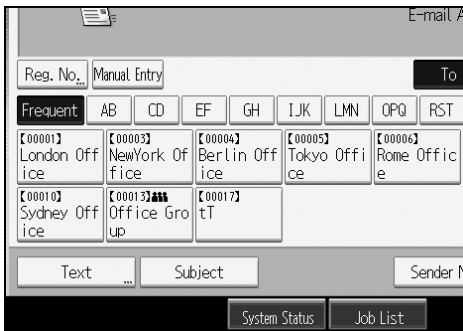 E-mail A
Reg. No. Manual Entry To
Frequent AB CD EF GH IJK LMN OPQ RST
【00001】 【00003】 【00004】 【00005】 【00006】
London Off NewYork Of Berlin Off Tokyo Offi Rome Offic
ice fice ice ce e
【00010】 【00013】 【00017】
Sydney Off Office Gro tT
ice up
Text ... Subject Sender N
System Status Job List